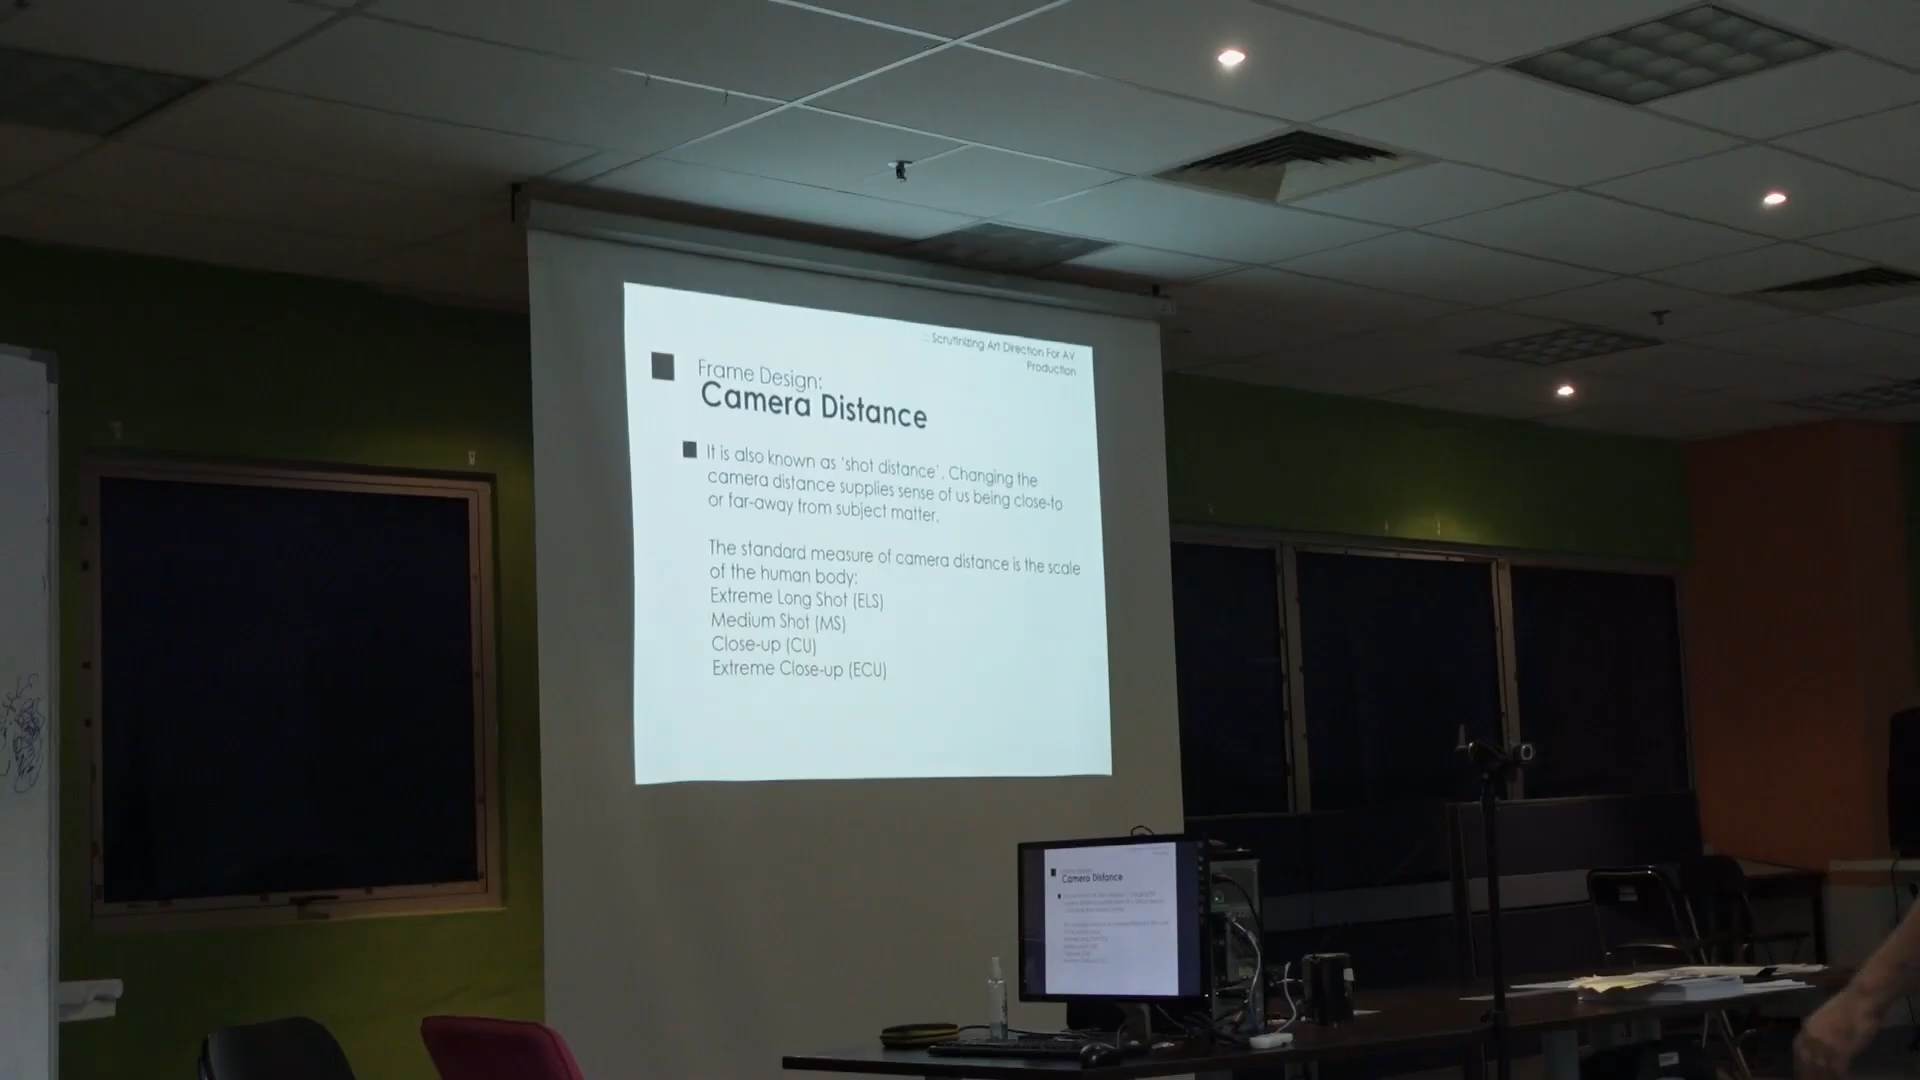 :: Scrutinizing Art Direction For AV
Production
Frame Design:
Camera Distance
It is also known as ‘shot distance’. Changing the
camera distance supplies sense of us being close-to
or far-away from subject matter.
The standard measure of camera distance is the scale
of the human body:
Extreme Long Shot (ELS)
Medium Shot (MS)
Close-up (CU)
Extreme Close-up (ECU)
Camera Distance